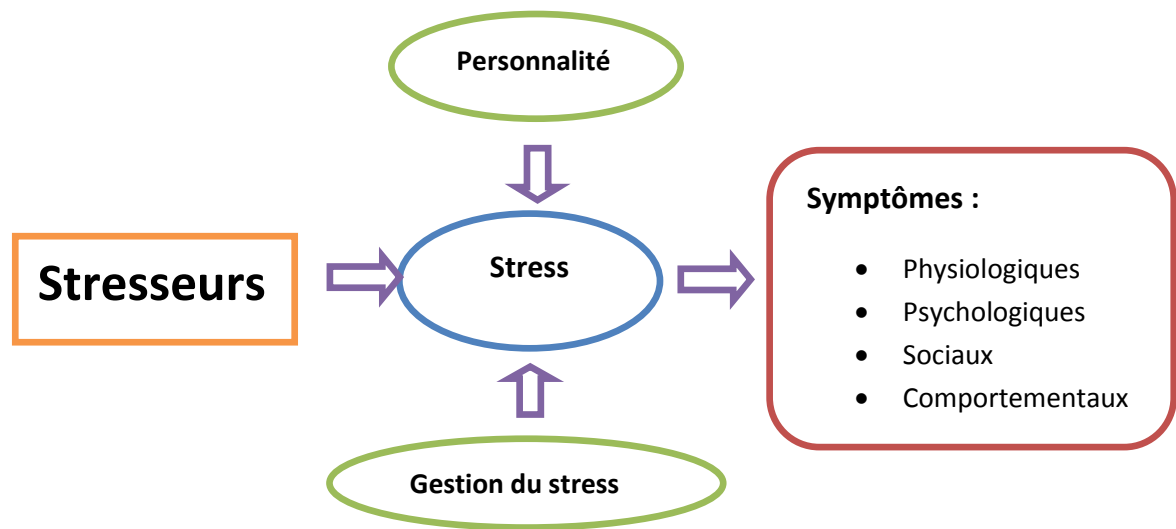 Personnalité
Stresseurs
Stress
Symptômes :
• Physiologiques
• Psychologiques
• Sociaux
• Comportementaux
Gestion du stress